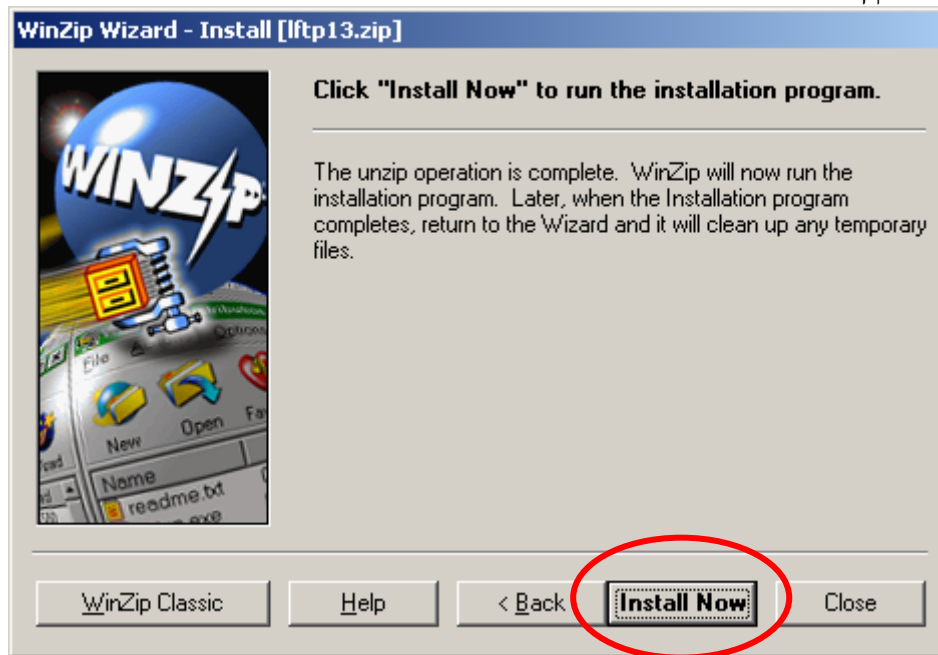 WinZip Wizard - Install [lftp13.zip]
Click "Install Now" to run the installation program.
The unzip operation is complete.  WinZip will now run the
installation program.  Later, when the Installation program
completes, return to the Wizard and it will clean up any temporary
files.
WINZIP
File
Options
New
Open
Name
readme.txt
WinZip Classic
Help
< Back
Install Now
Close